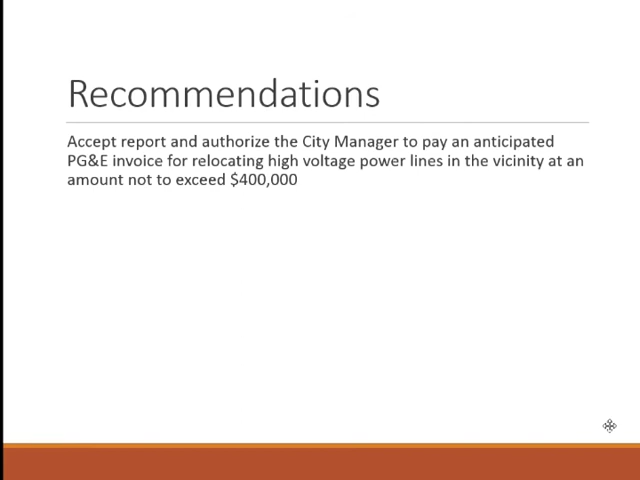 Recommendations
Accept report and authorize the City Manager to pay an anticipated
PG&E invoice for relocating high voltage power lines in the vicinity at an
amount not to exceed $400,000